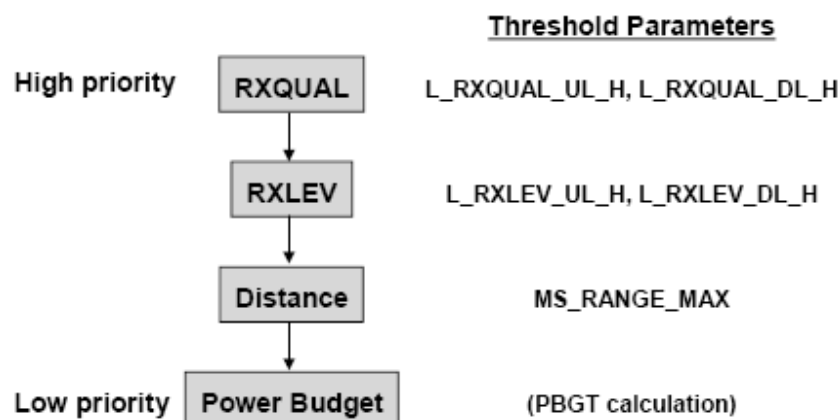 Threshold Parameters
High priority RXQUAL L_RXQUAL_UL_H, L_RXQUAL_DL_H
RXLEV L_RXLEV_UL_H, L_RXLEV_DL_H
Distance MS_RANGE_MAX
Low priority Power Budget (PBGT calculation)